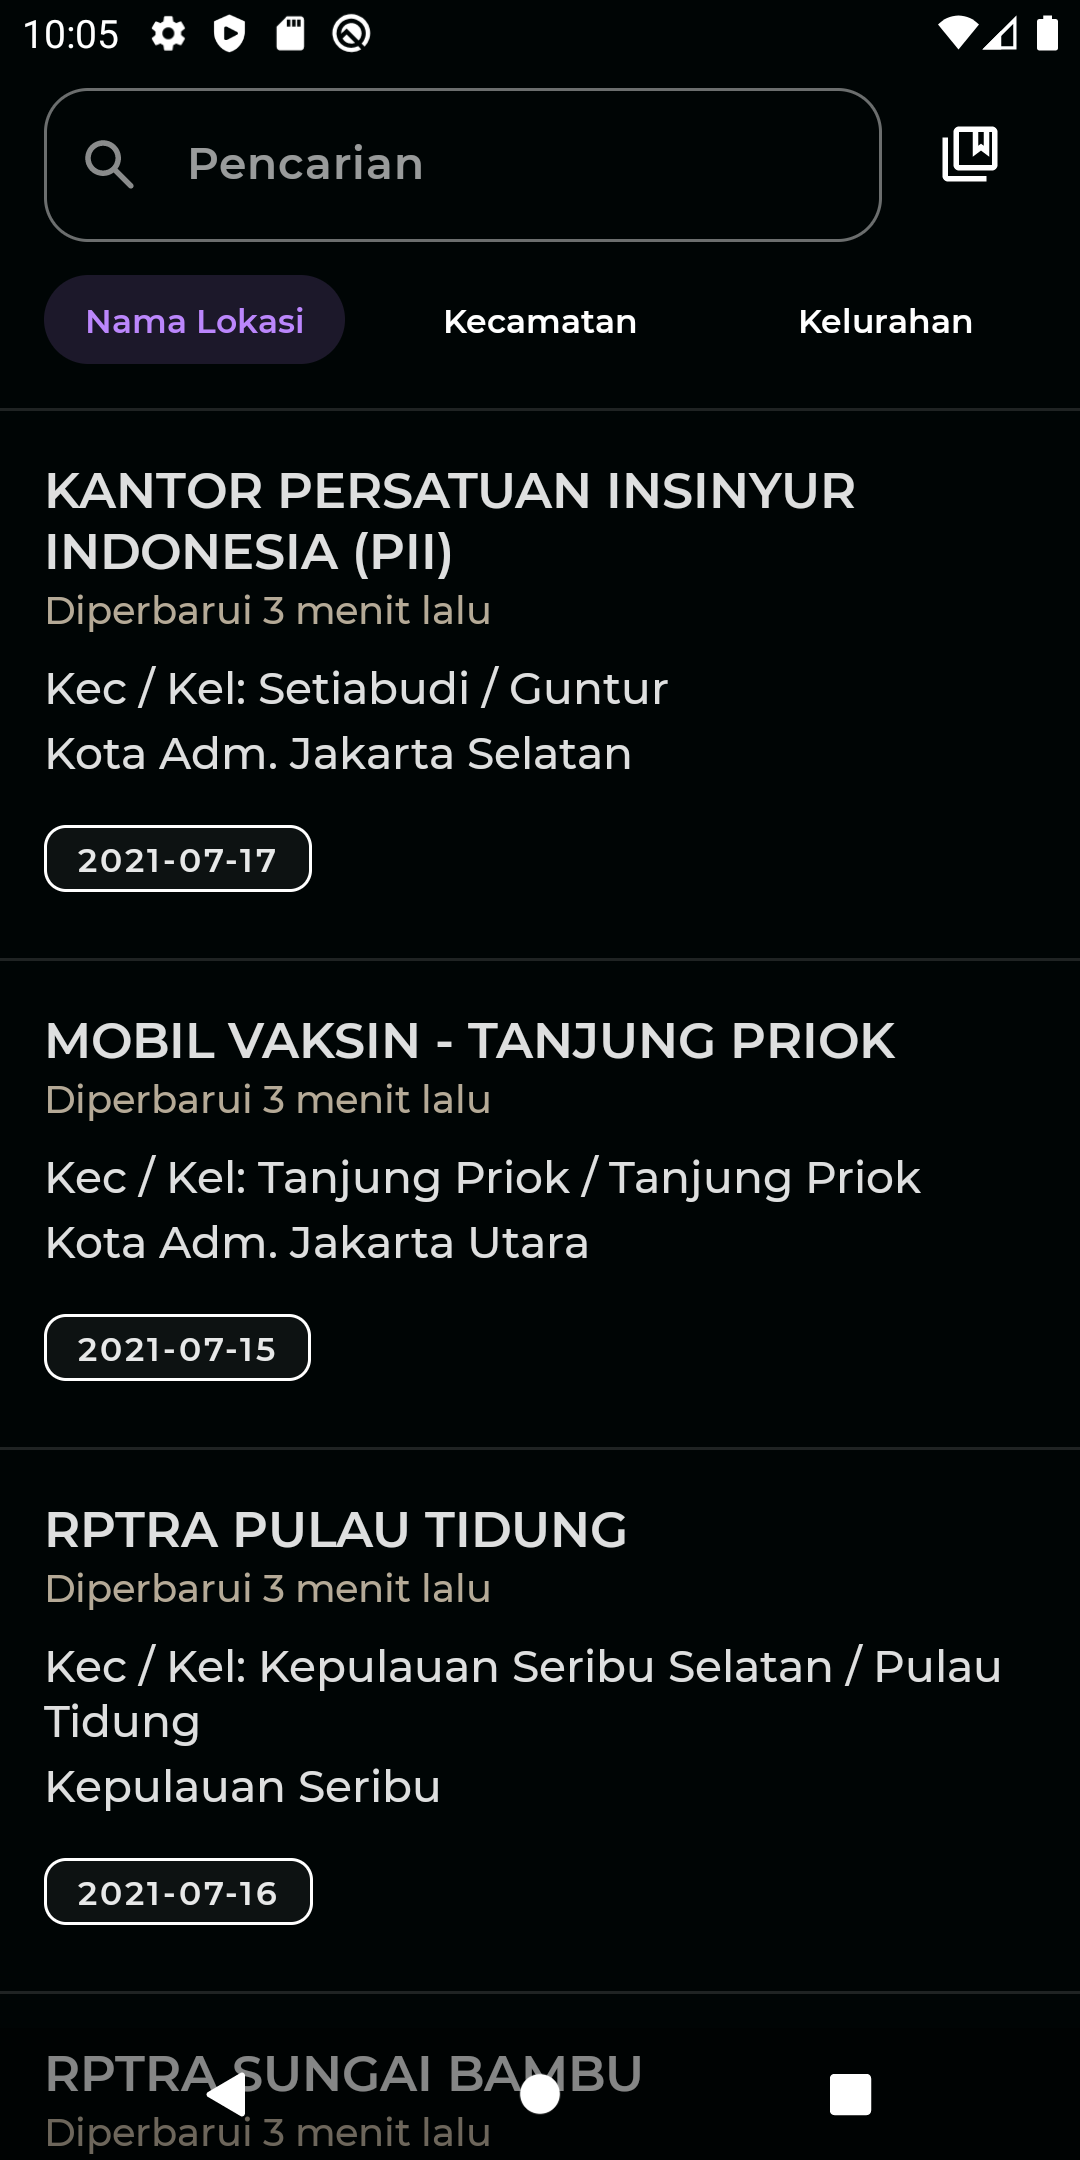 10:05
Pencarian
Nama Lokasi Kecamatan Kelurahan
KANTOR PERSATUAN INSINYUR
INDONESIA (PII)
Diperbarui 3 menit lalu
Kec / Kel: Setiabudi / Guntur
Kota Adm. Jakarta Selatan
2021-07-17
MOBIL VAKSIN - TANJUNG PRIOK
Diperbarui 3 menit lalu
Kec / Kel: Tanjung Priok / Tanjung Priok
Kota Adm. Jakarta Utara
2021-07-15
RPTRA PULAU TIDUNG
Diperbarui 3 menit lalu
Kec / Kel: Kepulauan Seribu Selatan / Pulau
Tidung
Kepulauan Seribu
2021-07-16
RPTRA SUNGAI BAMBU
Diperbarui 3 menit lalu